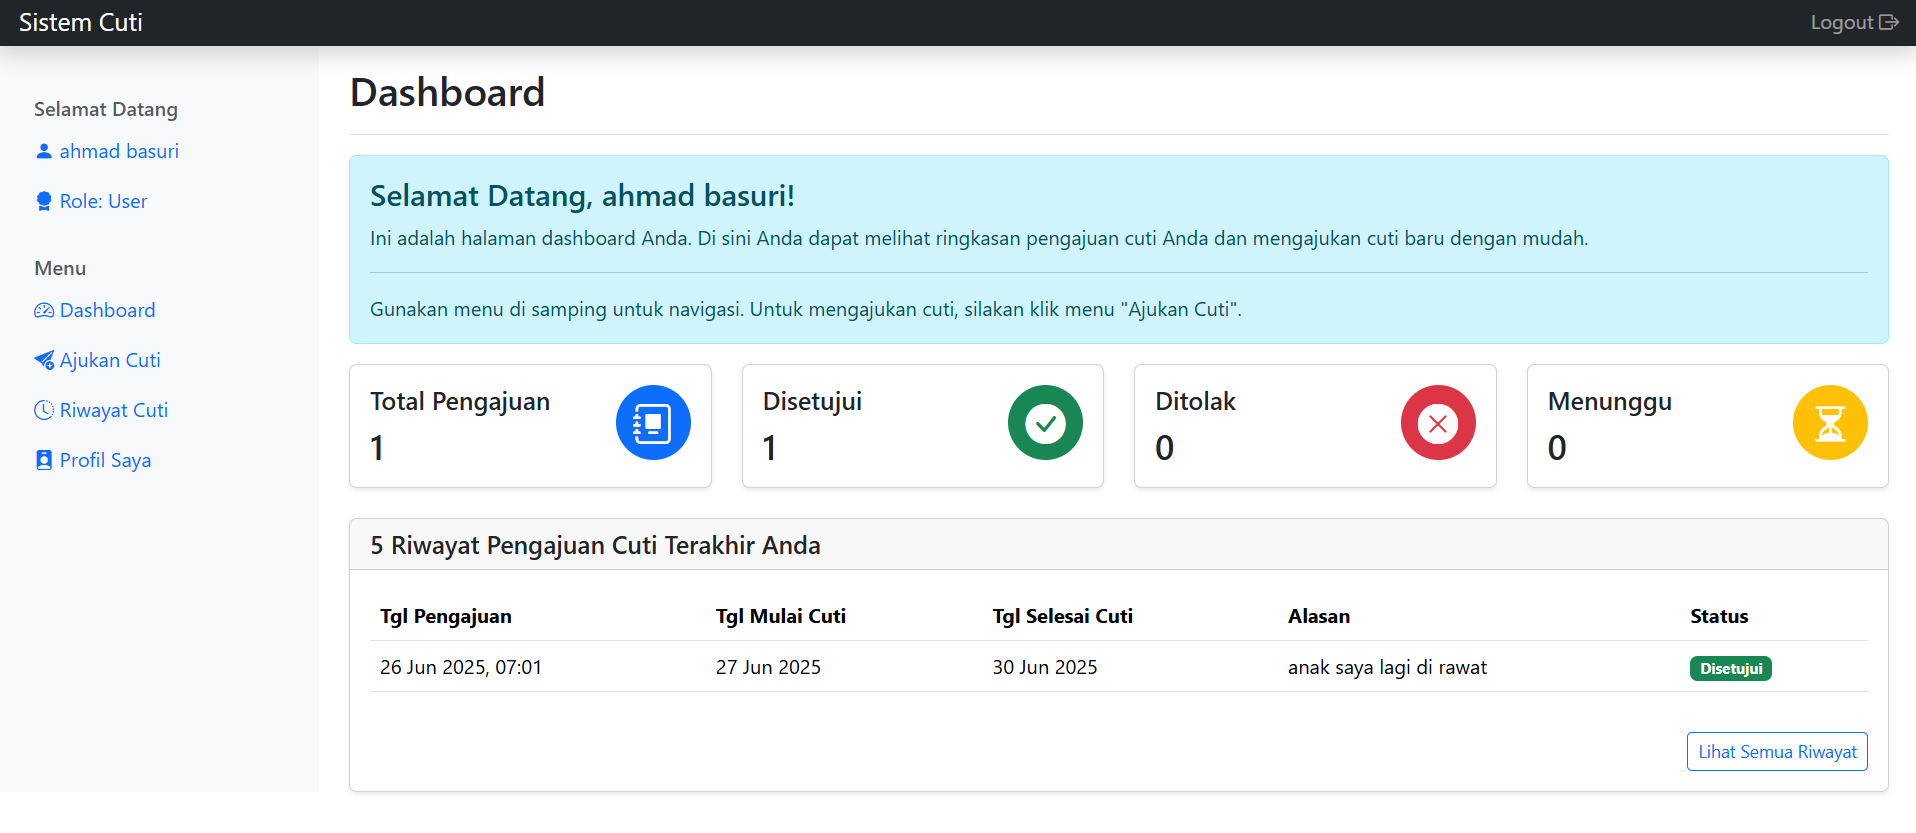 Sistem Cuti
Logout
Selamat Datang
ahmad basuri
Role: User
Menu
Dashboard
Ajukan Cuti
Riwayat Cuti
Profil Saya
Dashboard
Selamat Datang, ahmad basuri!
Ini adalah halaman dashboard Anda. Di sini Anda dapat melihat ringkasan pengajuan cuti Anda dan mengajukan cuti baru dengan mudah.
Gunakan menu di samping untuk navigasi. Untuk mengajukan cuti, silakan klik menu "Ajukan Cuti".
Total Pengajuan
1
Disetujui
1
Ditolak
0
Menunggu
0
5 Riwayat Pengajuan Cuti Terakhir Anda
Tgl Pengajuan Tgl Mulai Cuti Tgl Selesai Cuti Alasan Status
26 Jun 2025, 07:01 27 Jun 2025 30 Jun 2025 anak saya lagi di rawat Disetujui
Lihat Semua Riwayat